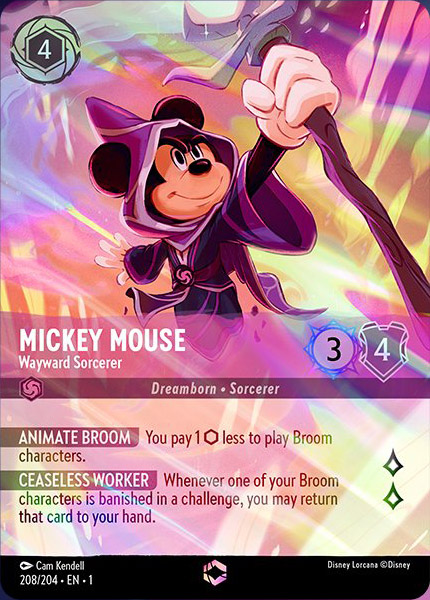 4
MICKEY MOUSE
Wayward Sorcerer
3
4
Dreamborn • Sorcerer
ANIMATE BROOM You pay 1 ⬡ less to play Broom
characters.
CEASELESS WORKER Whenever one of your Broom
characters is banished in a challenge, you may return
that card to your hand.
Cam Kendell
Disney Lorcana ©Disney
208/204 • EN • 1